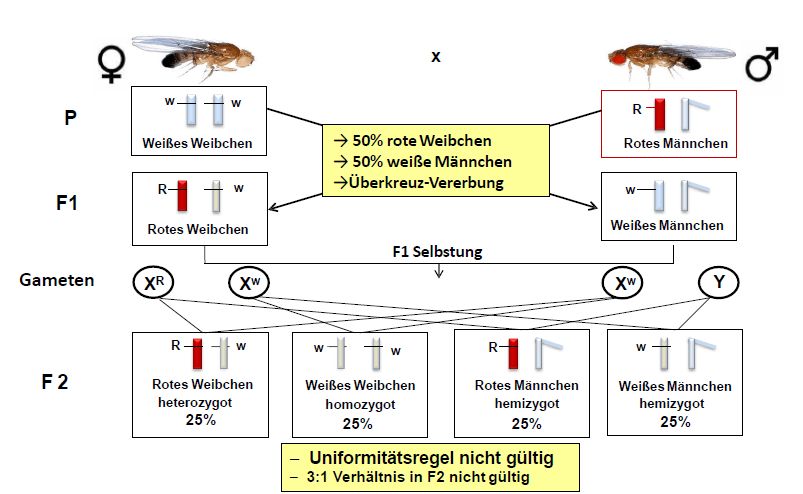 ♀ x ♂
P
w w
Weißes Weibchen
R
Rotes Männchen
→ 50% rote Weibchen
→ 50% weiße Männchen
→Überkreuz-Vererbung
F1
R w
Rotes Weibchen
w
Weißes Männchen
F1 Selbstung
Gameten
X^R X^w X^w Y
F 2
R w
Rotes Weibchen
heterozygot
25%
w w
Weißes Weibchen
homozygot
25%
R
Rotes Männchen
hemizygot
25%
w
Weißes Männchen
hemizygot
25%
– Uniformitätsregel nicht gültig
– 3:1 Verhältnis in F2 nicht gültig